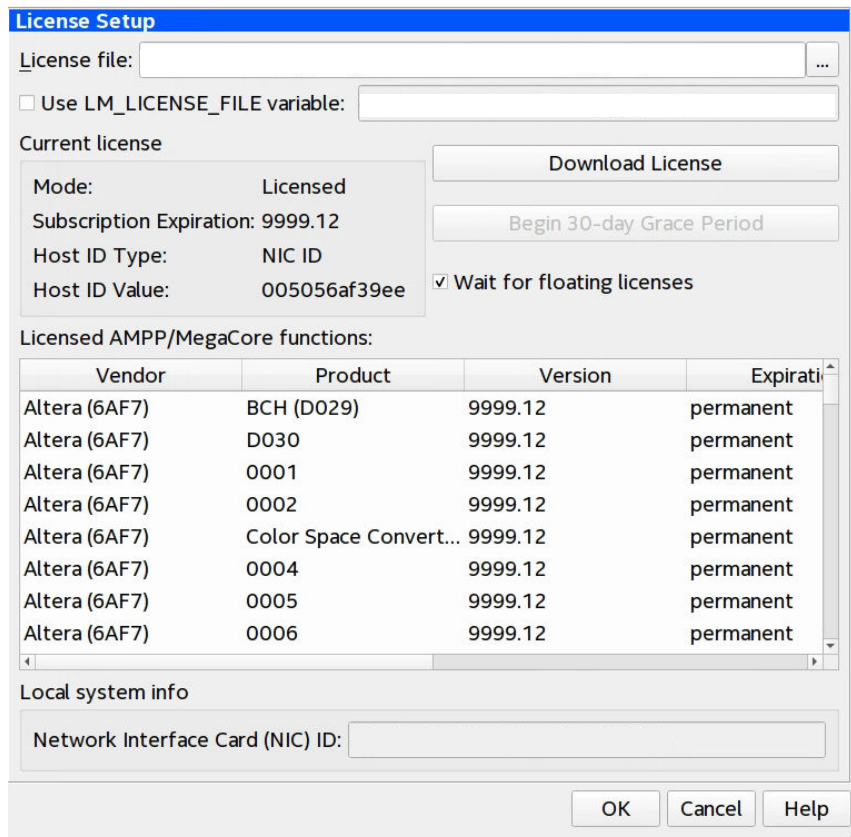 License Setup
License file: ...
Use LM_LICENSE_FILE variable:
Current license
Download License
Mode: Licensed
Subscription Expiration: 9999.12
Begin 30-day Grace Period
Host ID Type: NIC ID
Host ID Value: 005056af39ee
Wait for floating licenses
Licensed AMPP/MegaCore functions:
Vendor Product Version Expirati
Altera (6AF7) BCH (D029) 9999.12 permanent
Altera (6AF7) D030 9999.12 permanent
Altera (6AF7) 0001 9999.12 permanent
Altera (6AF7) 0002 9999.12 permanent
Altera (6AF7) Color Space Convert... 9999.12 permanent
Altera (6AF7) 0004 9999.12 permanent
Altera (6AF7) 0005 9999.12 permanent
Altera (6AF7) 0006 9999.12 permanent
Local system info
Network Interface Card (NIC) ID:
OK Cancel Help